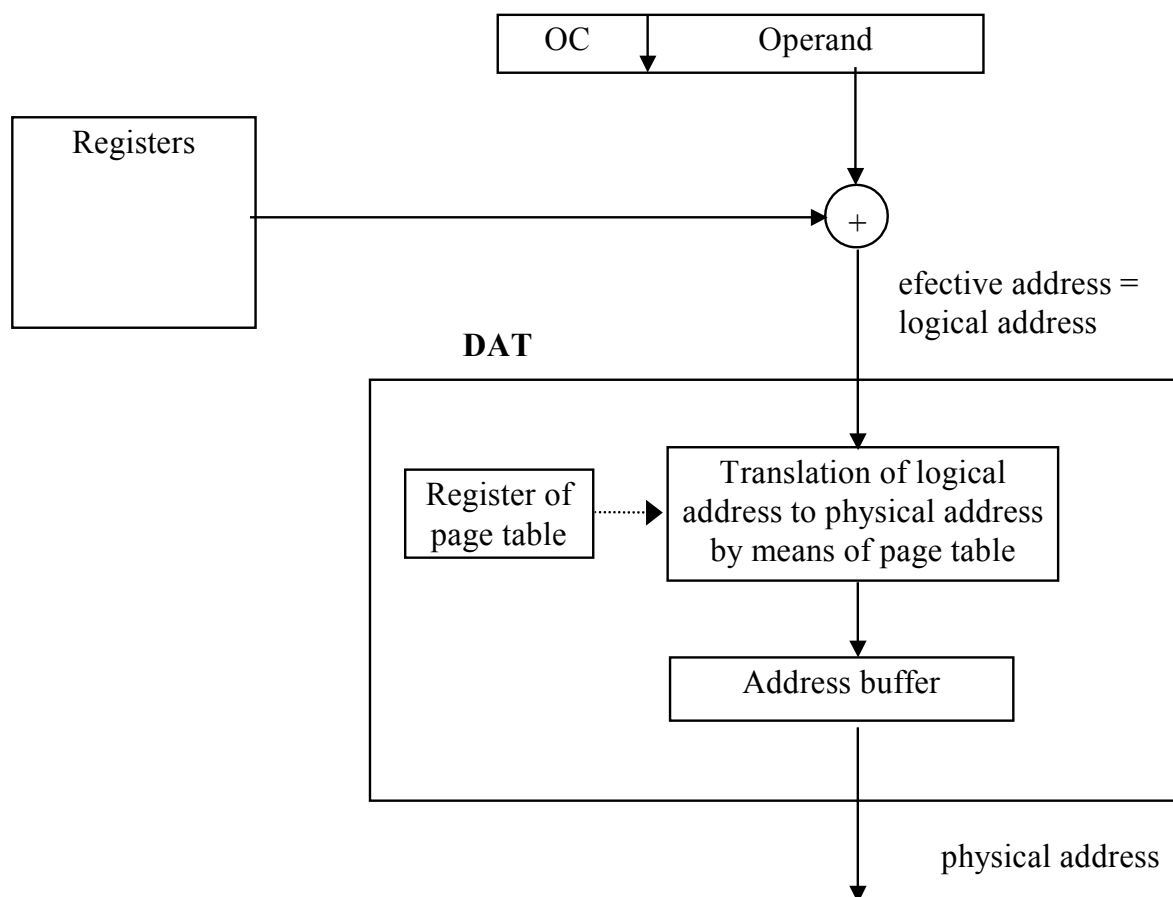 OC Operand
Registers
+
efective address =
logical address
DAT
Register of
page table
Translation of logical
address to physical address
by means of page table
Address buffer
physical address